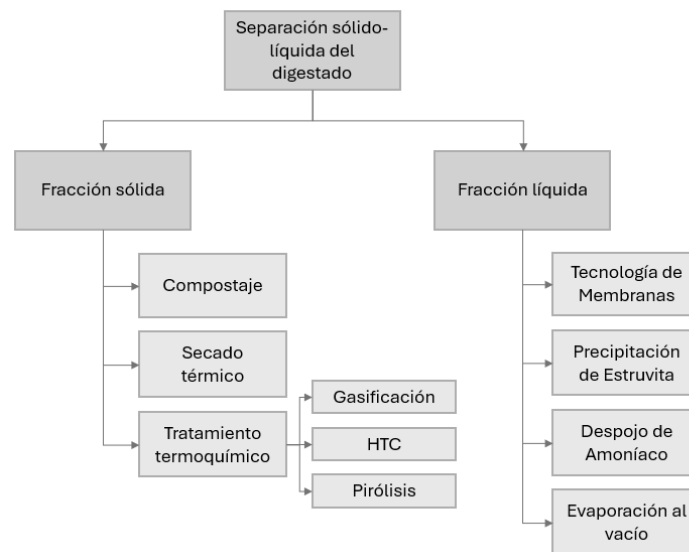 Separación sólido-
líquida del
digestado
Fracción sólida
Fracción líquida
Compostaje
Secado
térmico
Tratamiento
termoquímico
Gasificación
HTC
Pirólisis
Tecnología de
Membranas
Precipitación
de Estruvita
Despojo de
Amoníaco
Evaporación al
vacío